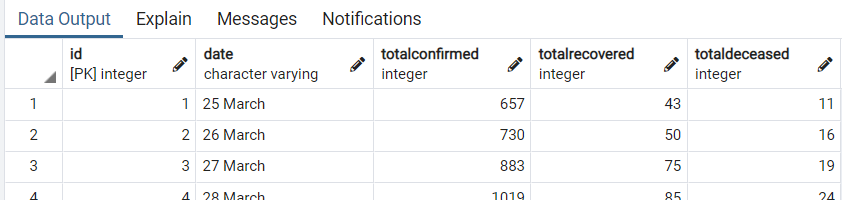 Data Output Explain Messages Notifications
id date totalconfirmed totalrecovered totaldeceased
[PK] integer character varying integer integer integer
1 1 25 March 657 43 11
2 2 26 March 730 50 16
3 3 27 March 883 75 19
4 4 28 March 1019 85 24